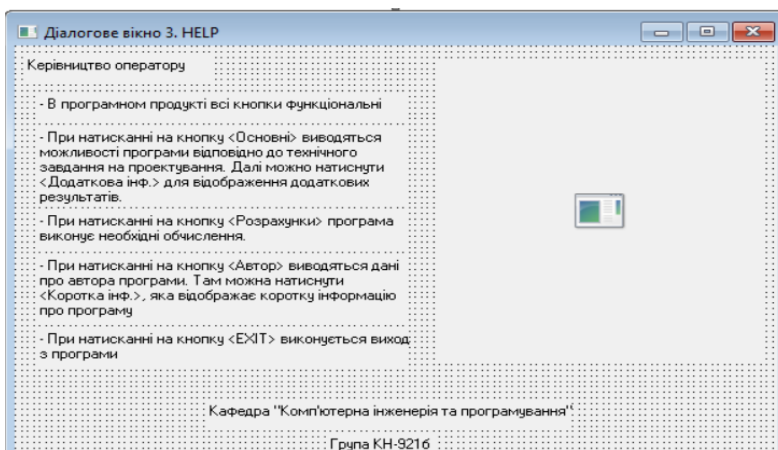 Діалогове вікно 3. HELP
Керівництво оператору
- В програмном продукті всі кнопки функціональні
- При натисканні на кнопку <Основні> виводяться
можливості програми відповідно до технічного
завдання на проектування. Далі можно натиснути
<Додаткова інф.> для відображення додаткових
результатів.
- При натисканні на кнопку <Розрахунки> програма
виконує необхідні обчислення.
- При натисканні на кнопку <Автор> виводяться дані
про автора програми. Там можна натиснути
<Коротка інф.>, яка відображає коротку інформацію
про програму
- При натисканні на кнопку <EXIT> виконується виход
з програми
Кафедра "Комп'ютерна інженерія та програмування"
Група КН-921б